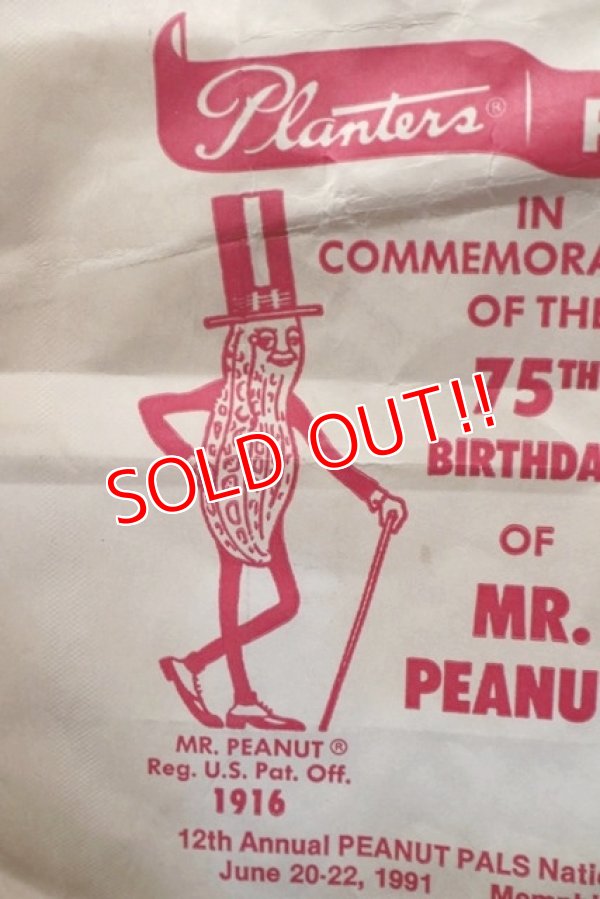 Planters®
IN
COMMEMORA
OF THE
75TH
BIRTHDA
OF
MR.
PEANU
SOLD OUT!!
MR. PEANUT ®
Reg. U.S. Pat. Off.
1916
12th Annual PEANUT PALS Nati
June 20-22, 1991